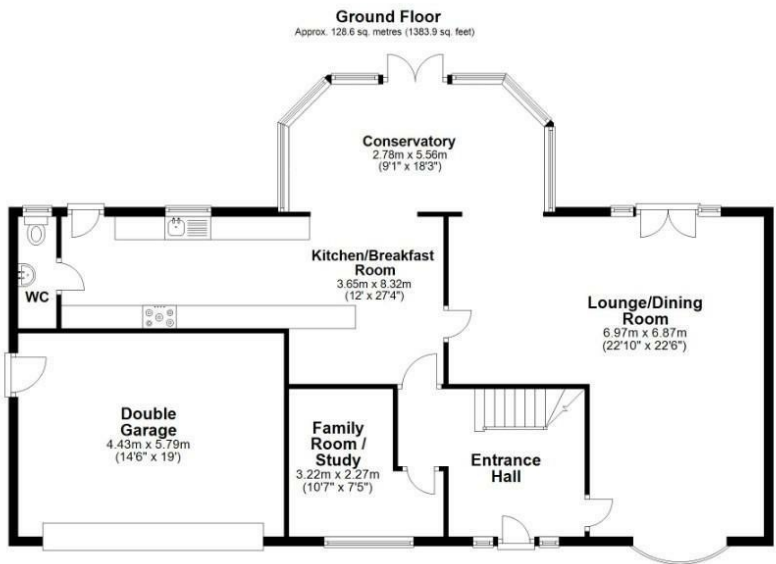 Ground Floor
Approx. 128.6 sq. metres (1383.9 sq. feet)
Conservatory
2.78m x 5.56m
(9'1" x 18'3")
Kitchen/Breakfast
Room
3.65m x 8.32m
(12' x 27'4")
WC
Lounge/Dining
Room
6.97m x 6.87m
(22'10" x 22'6")
Double
Garage
4.43m x 5.79m
(14'6" x 19')
Family
Room /
Study
3.22m x 2.27m
(10'7" x 7'5")
Entrance
Hall